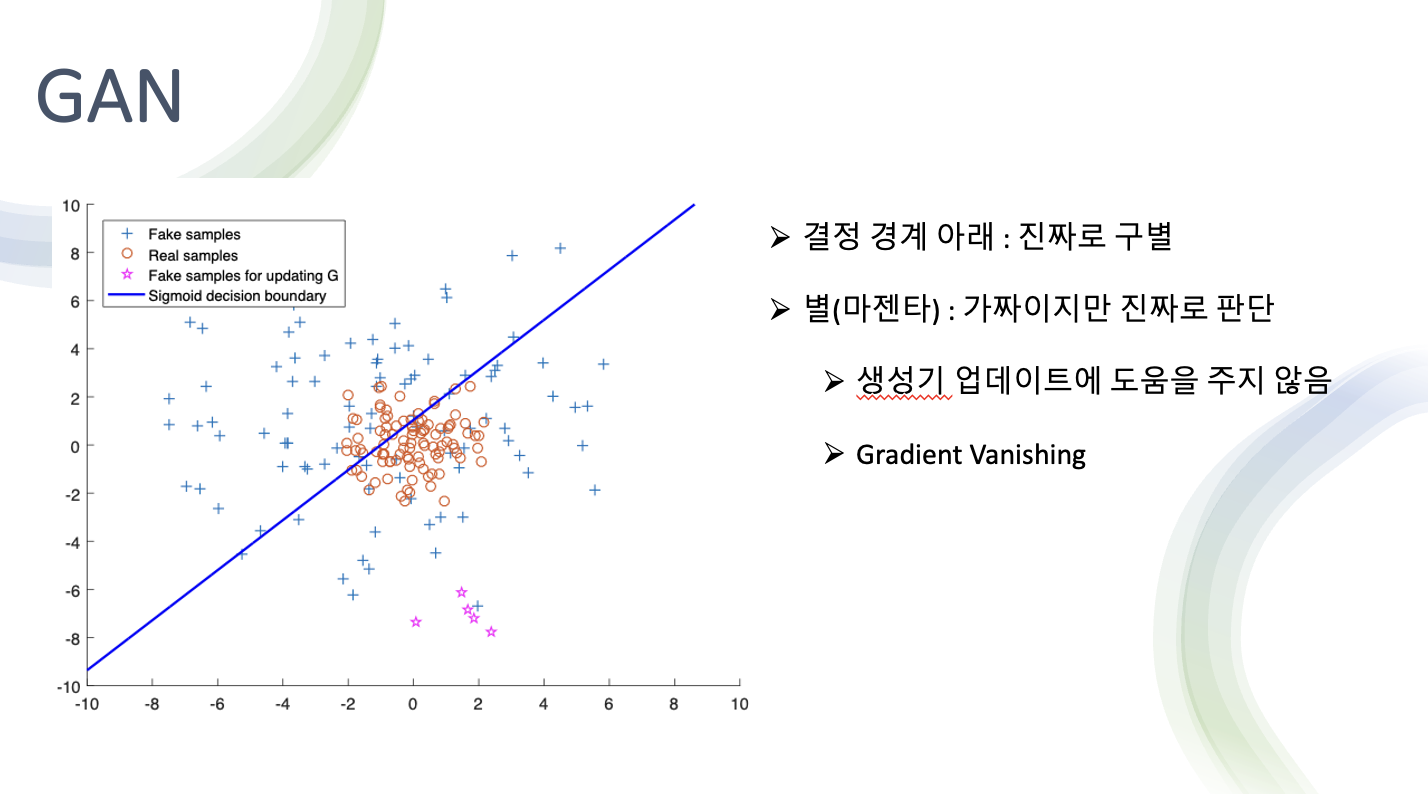 GAN
10
8
6
4
2
0
-2
-4
-6
-8
-10
-10 -8 -6 -4 -2 0 2 4 6 8 10
Fake samples
Real samples
Fake samples for updating G
Sigmoid decision boundary
➢ 결정 경계 아래 : 진짜로 구별
➢ 별(마젠타) : 가짜이지만 진짜로 판단
➢ 생성기 업데이트에 도움을 주지 않음
➢ Gradient Vanishing